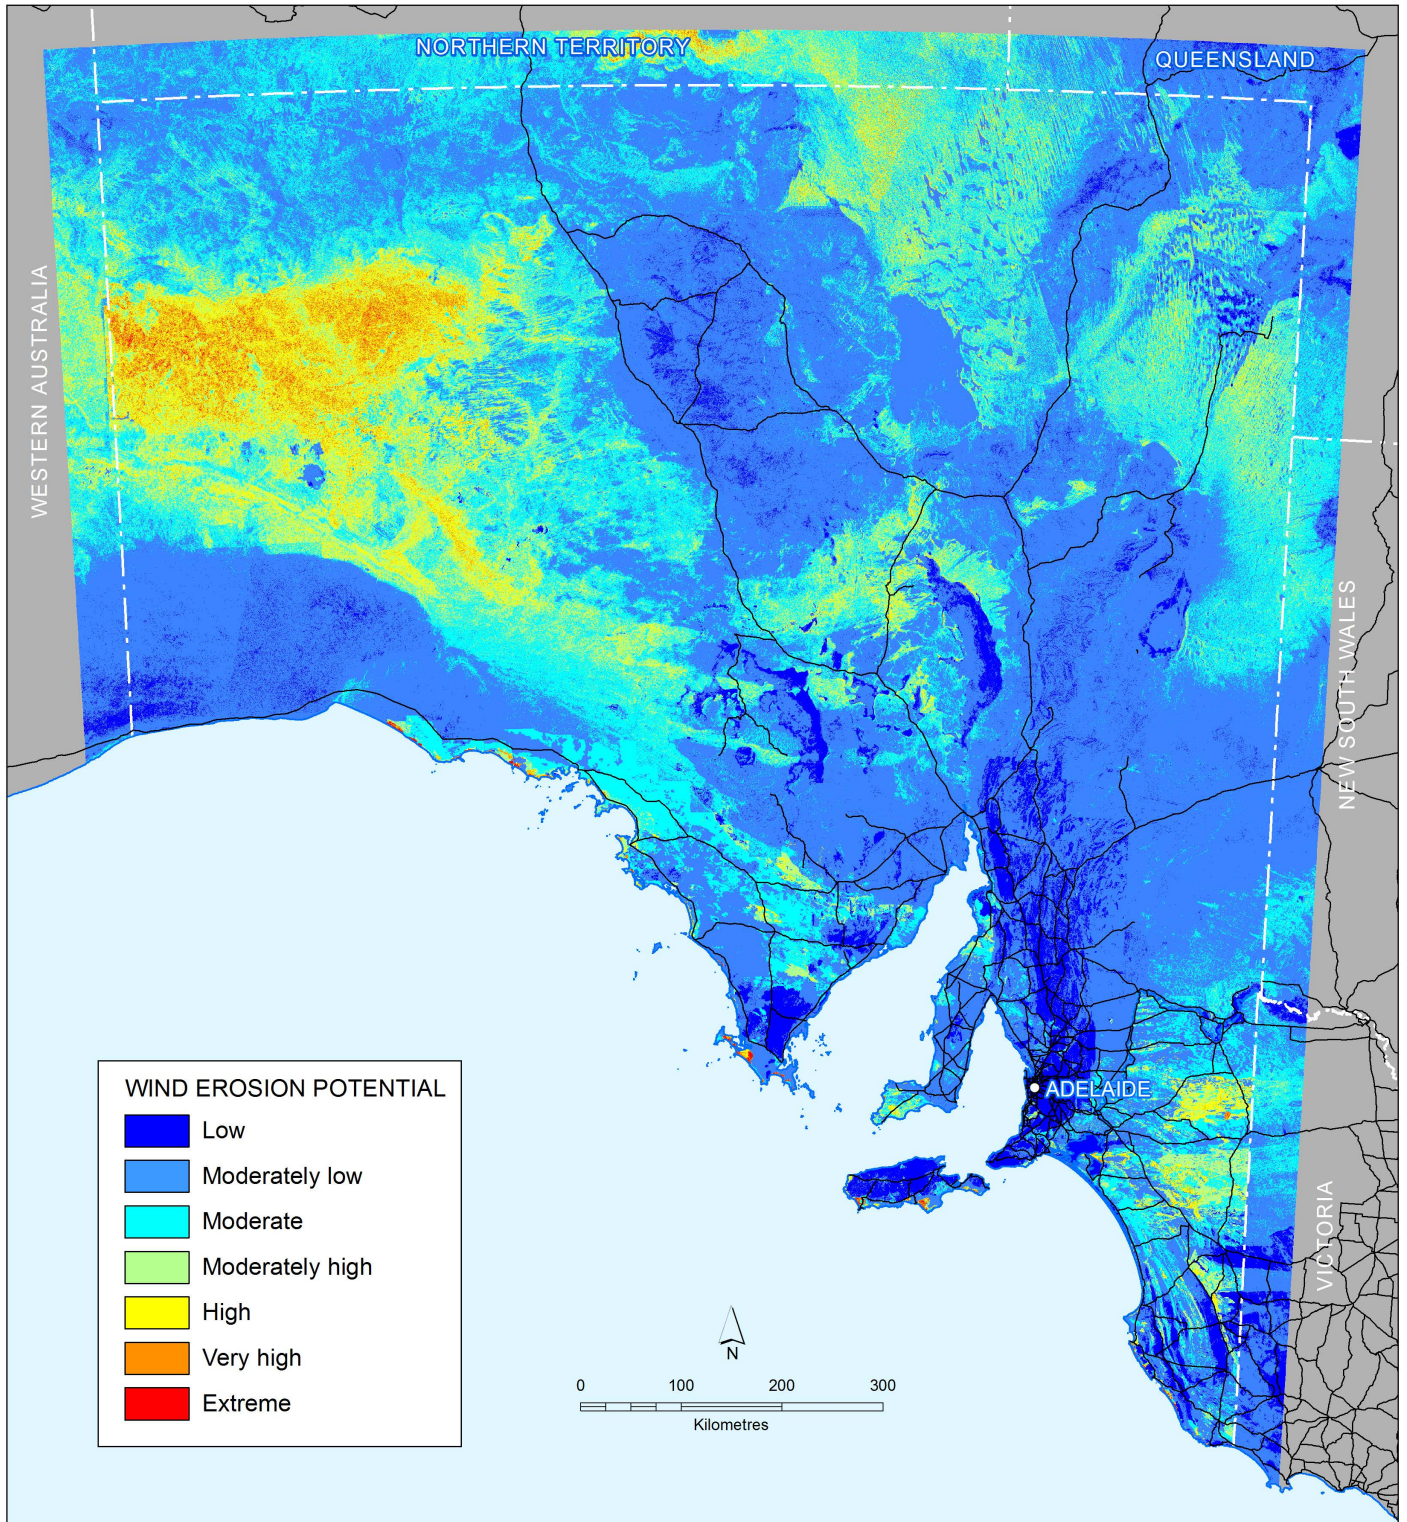 NORTHERN TERRITORY
QUEENSLAND
WESTERN AUSTRALIA
NEW SOUTH WALES
ADELAIDE
VICTORIA
WIND EROSION POTENTIAL
Low
Moderately low
Moderate
Moderately high
High
Very high
Extreme
N
0 100 200 300
Kilometres